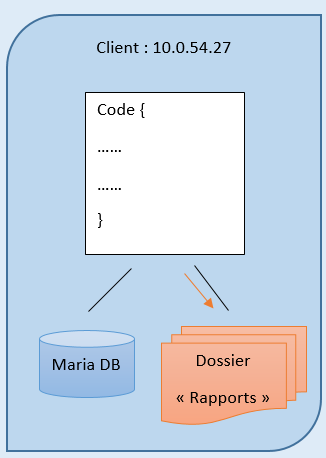 Client : 10.0.54.27
Code {
……
……
}
Maria DB
Dossier
« Rapports »